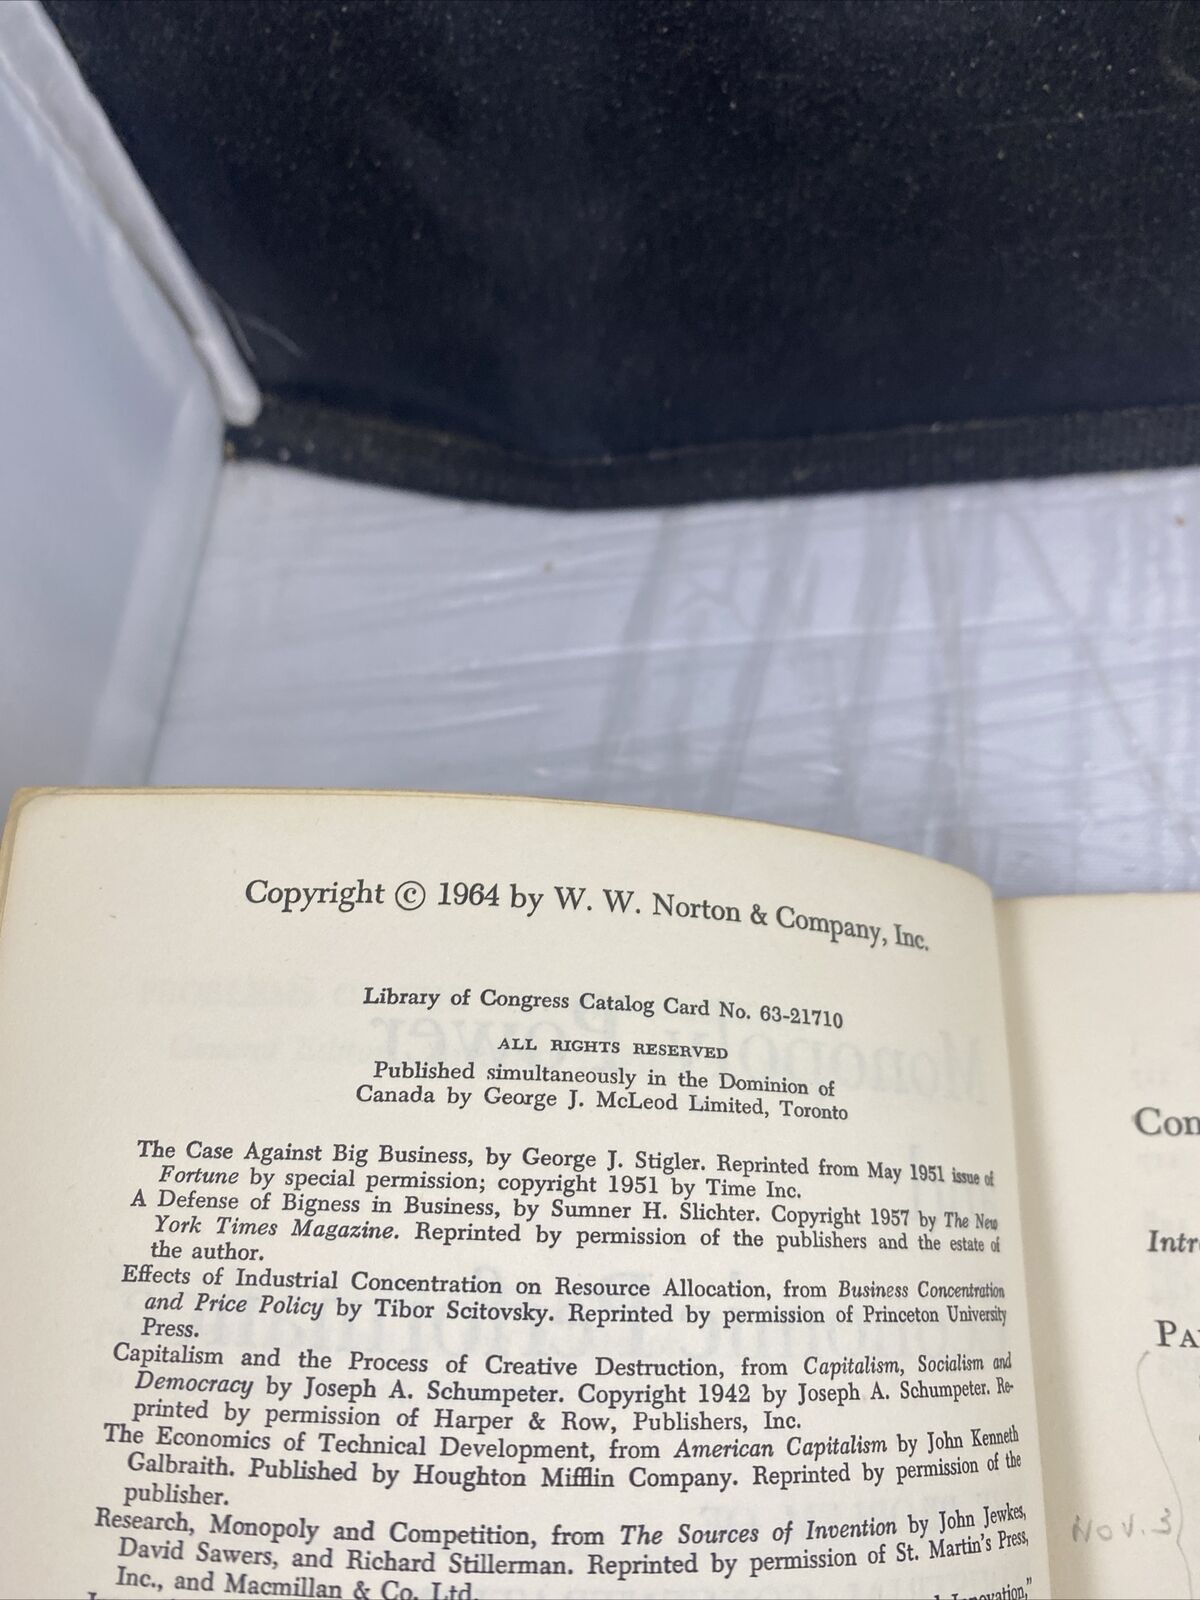 Copyright © 1964 by W. W. Norton & Company, Inc.
Library of Congress Catalog Card No. 63-21710
ALL RIGHTS RESERVED
Published simultaneously in the Dominion of
Canada by George J. McLeod Limited, Toronto
The Case Against Big Business, by George J. Stigler. Reprinted from May 1951 issue of
Fortune by special permission; copyright 1951 by Time Inc.
A Defense of Bigness in Business, by Sumner H. Slichter. Copyright 1957 by The New
York Times Magazine. Reprinted by permission of the publishers and the estate of
the author.
Effects of Industrial Concentration on Resource Allocation, from Business Concentration
and Price Policy by Tibor Scitovsky. Reprinted by permission of Princeton University
Press.
Capitalism and the Process of Creative Destruction, from Capitalism, Socialism and
Democracy by Joseph A. Schumpeter. Copyright 1942 by Joseph A. Schumpeter. Re-
printed by permission of Harper & Row, Publishers, Inc.
The Economics of Technical Development, from American Capitalism by John Kenneth
Galbraith. Published by Houghton Mifflin Company. Reprinted by permission of the
publisher.
Research, Monopoly and Competition, from The Sources of Invention by John Jewkes,
David Sawers, and Richard Stillerman. Reprinted by permission of St. Martin's Press,
Inc., and Macmillan & Co. Ltd.
Innovation,"
Con
Intr
PA
Nov. 3